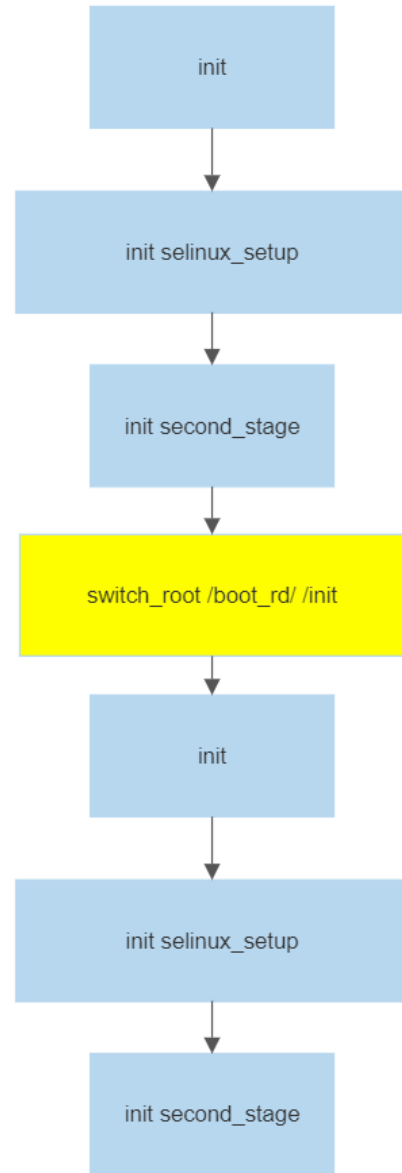 init
init selinux_setup
init second_stage
switch_root /boot_rd/ /init
init
init selinux_setup
init second_stage